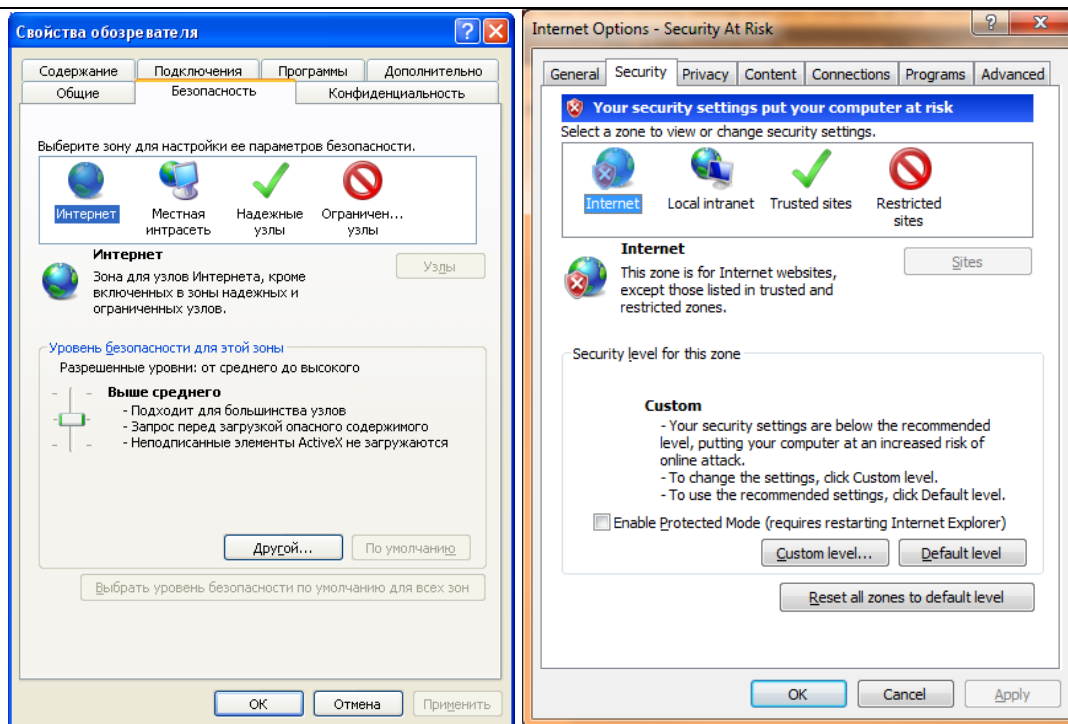 Свойства обозревателя
Содержание Подключения Программы Дополнительно
Общие Безопасность Конфиденциальность
Выберите зону для настройки ее параметров безопасности.
Интернет Местная интрасеть Надежные узлы Ограничен... узлы
Интернет
Зона для узлов Интернета, кроме
включенных в зоны надежных и
ограниченных узлов.
Узлы
Уровень безопасности для этой зоны
Разрешенные уровни: от среднего до высокого
Выше среднего
- Подходит для большинства узлов
- Запрос перед загрузкой опасного содержимого
- Неподписанные элементы ActiveX не загружаются
Другой... По умолчанию
Выбрать уровень безопасности по умолчанию для всех зон
OK Отмена Применить
Internet Options - Security At Risk
General Security Privacy Content Connections Programs Advanced
Your security settings put your computer at risk
Select a zone to view or change security settings.
Internet Local intranet Trusted sites Restricted sites
Internet
This zone is for Internet websites,
except those listed in trusted and
restricted zones.
Sites
Security level for this zone
Custom
- Your security settings are below the recommended
level, putting your computer at an increased risk of
online attack.
- To change the settings, click Custom level.
- To use the recommended settings, click Default level.
Enable Protected Mode (requires restarting Internet Explorer)
Custom level... Default level
Reset all zones to default level
OK Cancel Apply